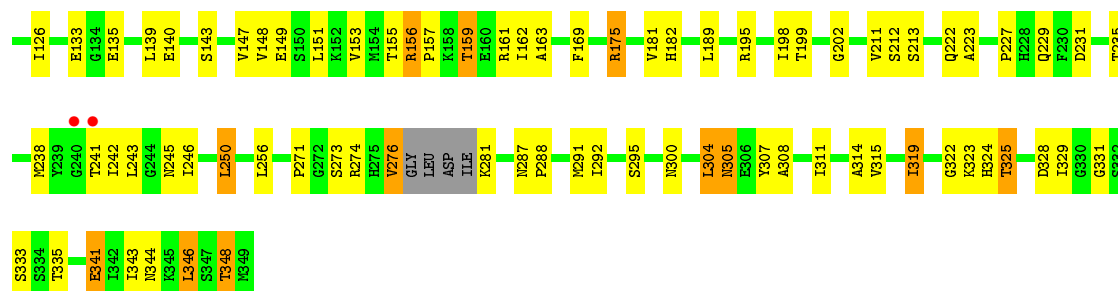 I126 E133 G134 E135 L139 E140 S143 V147 V148 E149 S150 L151 K152 V153 M154 T155 R156 P157 K158 T159 E160 R161 I162 A163 F169 R175 V181 H182 L189 R195 I198 T199 G202 V211 S212 S213 Q222 A223 P227 H228 Q229 F230 D231 T235
M238 Y239 G240 T241 I242 L243 G244 N245 I246 L250 L256 P271 G272 S273 R274 H275 V276 GLY LEU ASP ILE K281 N287 P288 M291 I292 S295 N300 L304 N305 E306 Y307 A308 I311 A314 V315 I319 G322 K323 H324 T325 D328 I329 G330 G331 S332
S333 S334 T335 E341 I342 I343 N344 K345 L346 S347 T348 M349